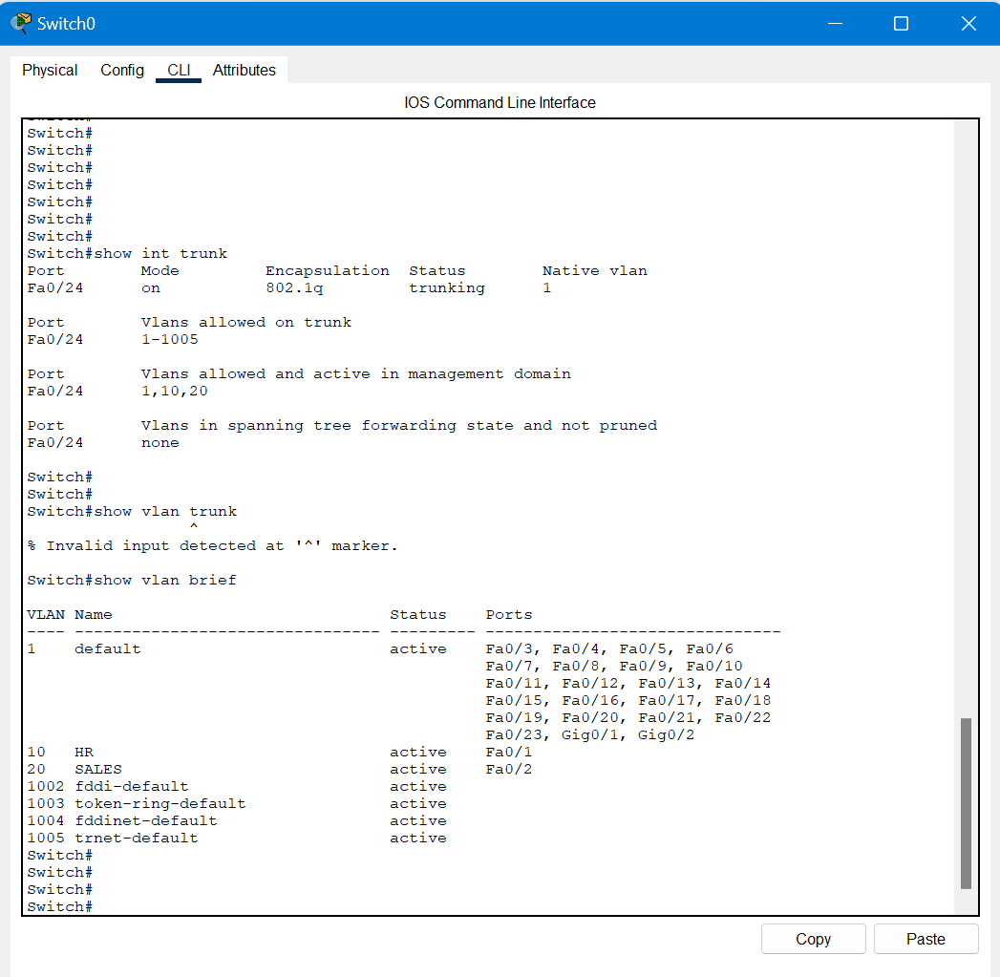 Switch0
Physical Config CLI Attributes
IOS Command Line Interface
Switch#
Switch#
Switch#
Switch#
Switch#
Switch#
Switch#
Switch#show int trunk
Port        Mode         Encapsulation  Status        Native vlan
Fa0/24      on           802.1q         trunking      1

Port        Vlans allowed on trunk
Fa0/24      1-1005

Port        Vlans allowed and active in management domain
Fa0/24      1,10,20

Port        Vlans in spanning tree forwarding state and not pruned
Fa0/24      none

Switch#
Switch#
Switch#show vlan trunk
                 ^
% Invalid input detected at '^' marker.

Switch#show vlan brief

VLAN Name                             Status    Ports
---- -------------------------------- --------- -------------------------------
1    default                          active    Fa0/3, Fa0/4, Fa0/5, Fa0/6
                                                Fa0/7, Fa0/8, Fa0/9, Fa0/10
                                                Fa0/11, Fa0/12, Fa0/13, Fa0/14
                                                Fa0/15, Fa0/16, Fa0/17, Fa0/18
                                                Fa0/19, Fa0/20, Fa0/21, Fa0/22
                                                Fa0/23, Gig0/1, Gig0/2
10   HR                               active    Fa0/1
20   SALES                            active    Fa0/2
1002 fddi-default                     active
1003 token-ring-default               active
1004 fddinet-default                  active
1005 trnet-default                    active
Switch#
Switch#
Switch#
Switch#
Copy Paste